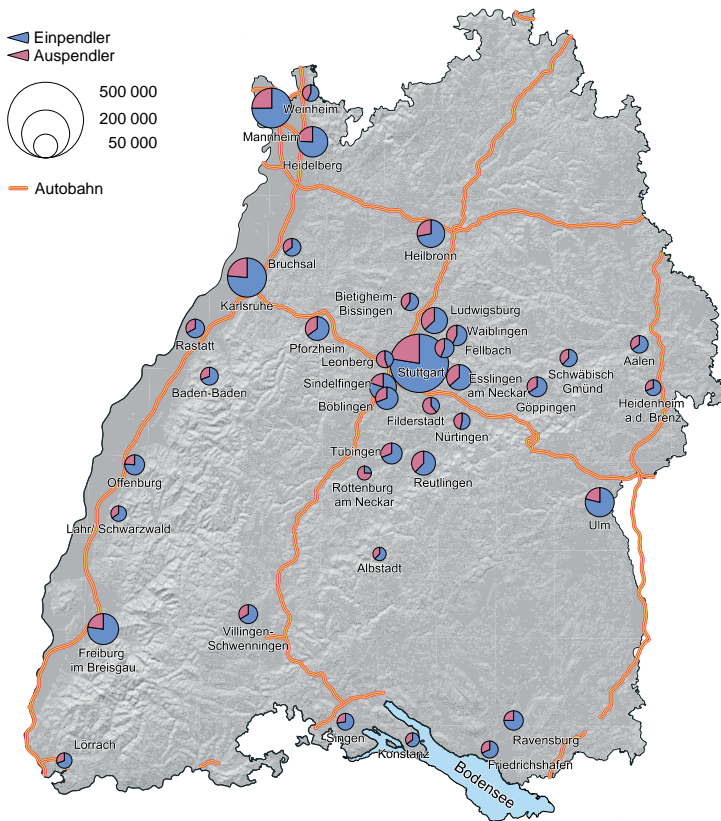 Einpendler
Auspendler
500 000
200 000
50 000
Autobahn
Weinheim
Mannheim
Heidelberg
Bruchsal
Heilbronn
Karlsruhe
Bietigheim-
Bissingen
Ludwigsburg
Rastatt
Pforzheim
Waiblingen
Leonberg
Fellbach
Stuttgart
Schwäbisch
Gmünd
Aalen
Baden-Baden
Sindelfingen
Esslingen
am Neckar
Böblingen
Göppingen
Heidenheim
a.d. Brenz
Filderstadt
Nürtingen
Tübingen
Reutlingen
Offenburg
Rottenburg
am Neckar
Lahr/ Schwarzwald
Ulm
Albstadt
Villingen-
Schwenningen
Freiburg
im Breisgau
Singen
Konstanz
Ravensburg
Friedrichshafen
Lörrach
Bodensee